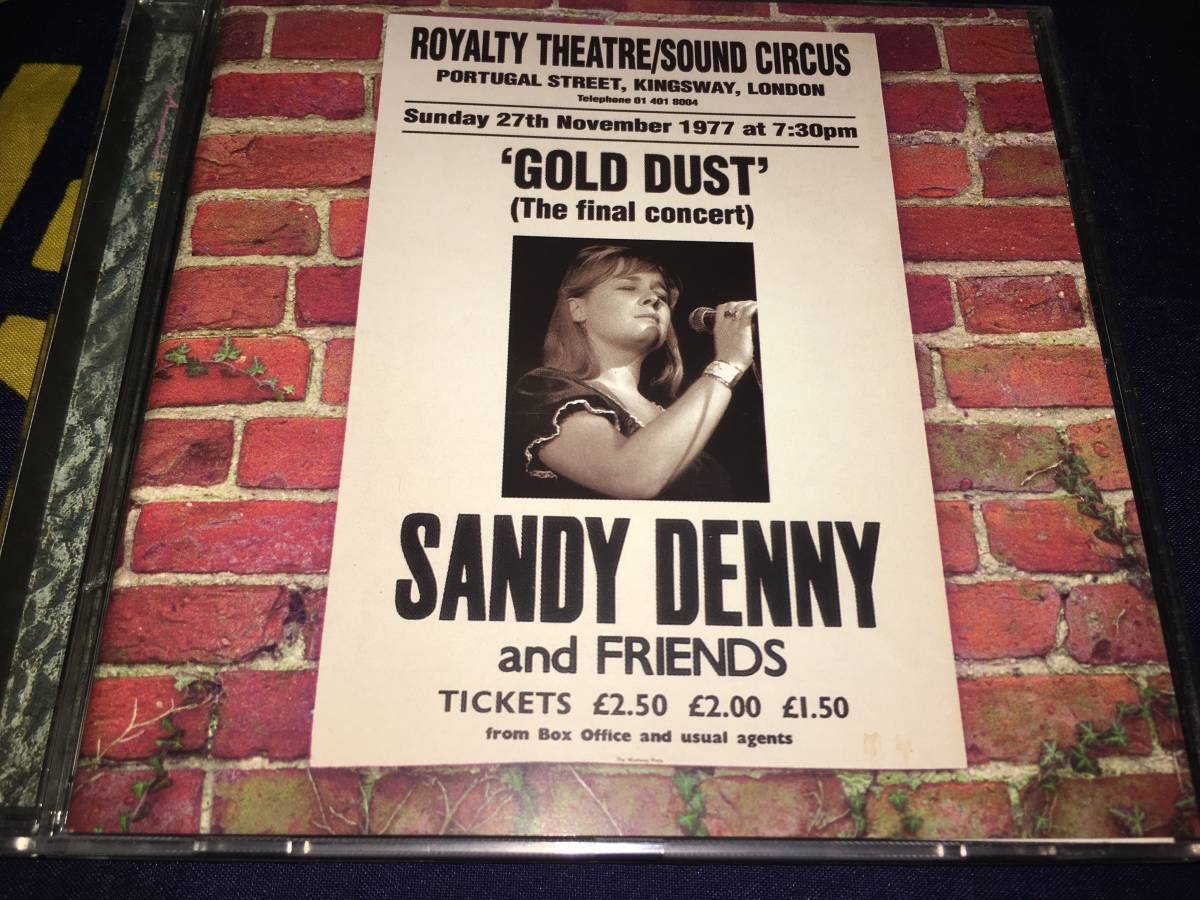 ROYALTY THEATRE/SOUND CIRCUS
PORTUGAL STREET, KINGSWAY, LONDON
Telephone 01 401 8004
Sunday 27th November 1977 at 7:30pm
'GOLD DUST'
(The final concert)
SANDY DENNY
and FRIENDS
TICKETS £2.50 £2.00 £1.50
from Box Office and usual agents